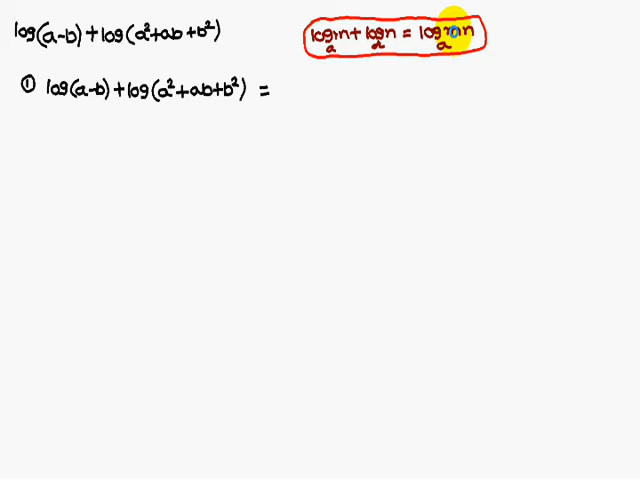 log(a-b)+log(a²+ab+b²)
logₐm+logₐn = logₐmn
① log(a-b)+log(a²+ab+b²) =